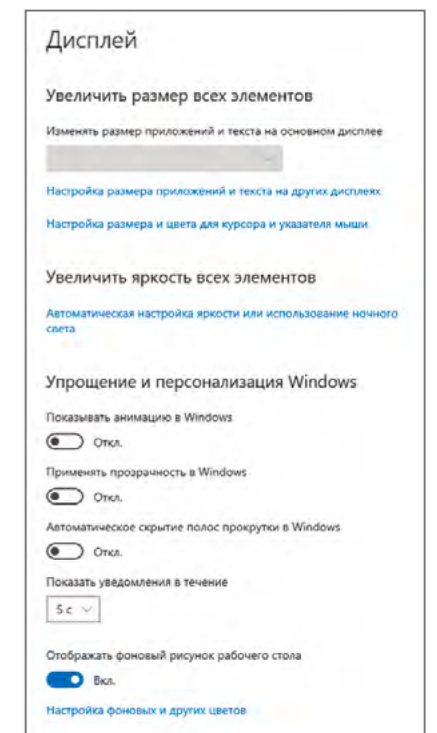 Дисплей
Увеличить размер всех элементов
Изменять размер приложений и текста на основном дисплее
Настройка размера приложений и текста на других дисплеях
Настройка размера и цвета для курсора и указателя мыши
Увеличить яркость всех элементов
Автоматическая настройка яркости или использование ночного
света
Упрощение и персонализация Windows
Показывать анимацию в Windows
Откл.
Применять прозрачность в Windows
Откл.
Автоматическое скрытие полос прокрутки в Windows
Откл.
Показать уведомления в течение
5 с
Отображать фоновый рисунок рабочего стола
Вкл.
Настройка фоновых и других цветов